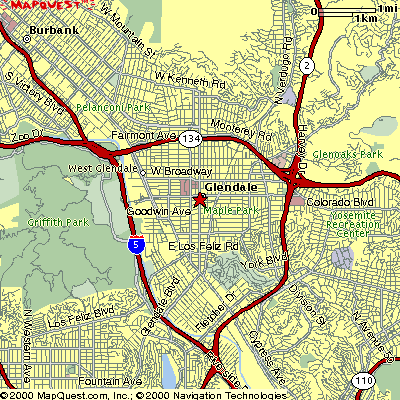 MAPQUEST
0 1mi
1km
Burbank
W Mountain St
W Kenneth Rd
N Verdugo Rd
2
S Victory Blvd
Pelanconi Park
Monterey Rd
Zoo Dr
Fairmont Ave
134
Harvey Dr
Glenoaks Park
West Glendale
W Broadway
Glendale
Colorado Blvd
Griffith Park
Goodwin Ave
Maple Park
Yosemite
Recreation
Center
5
E Los Feliz Rd
York Blvd
Glendale Blvd
Fletcher Dr
Division St
Los Feliz Blvd
N Western Ave
Cypress Ave
N Avenue 50
Fountain Ave
110
©2000 MapQuest.com, Inc.; © 2000 Navigation Technologies